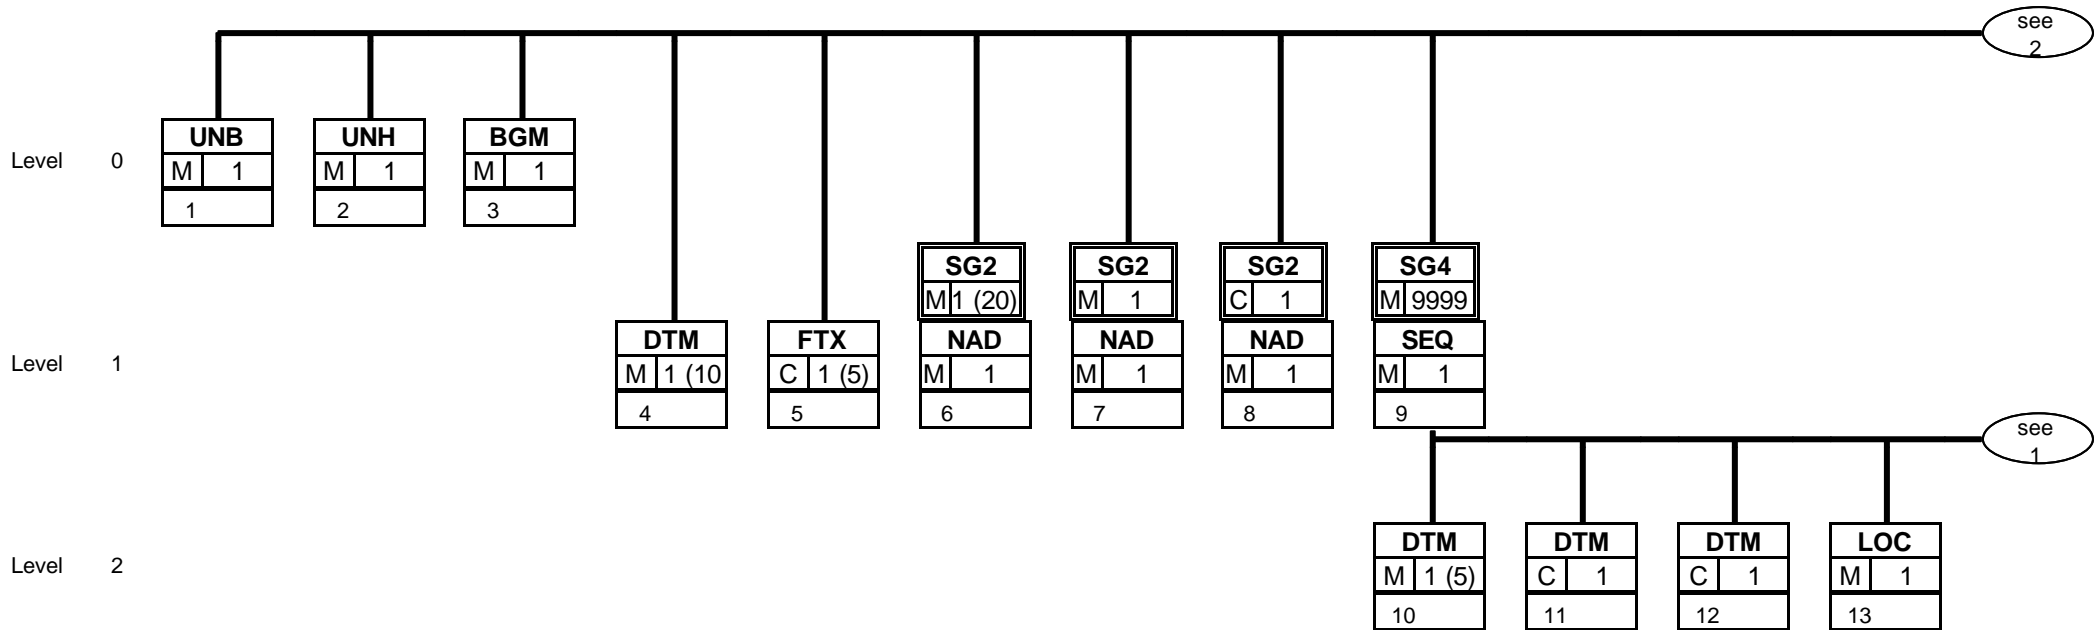 see
2
UNB UNH BGM
Level 0 M 1 M 1 M 1
1 2 3
SG2 SG2 SG2 SG4
M 1 (20) M 1 C 1 M 9999
DTM FTX NAD NAD NAD SEQ
Level 1 M 1 (10 C 1 (5) M 1 M 1 M 1 M 1
4 5 6 7 8 9
see
1
DTM DTM DTM LOC
Level 2 M 1 (5) C 1 C 1 M 1
10 11 12 13